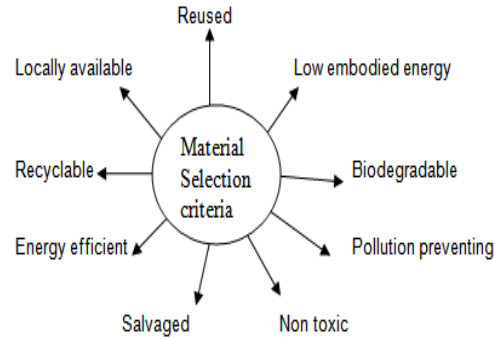 Reused
Locally available
Low embodied energy
Material
Selection
criteria
Recyclable
Biodegradable
Energy efficient
Pollution preventing
Salvaged
Non toxic